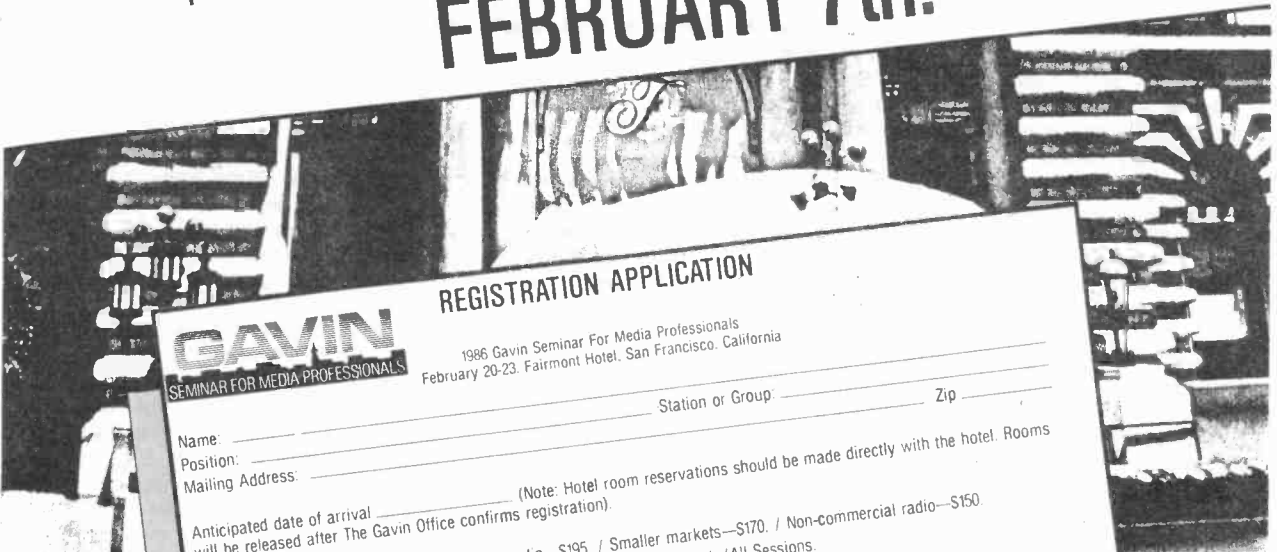 FEBRUARY 7th.
REGISTRATION APPLICATION
GAVIN
SEMINAR FOR MEDIA PROFESSIONALS
1986 Gavin Seminar For Media Professionals
February 20-23. Fairmont Hotel, San Francisco, California
Name:
Station or Group:
Position:
Zip
Mailing Address:
Anticipated date of arrival (Note: Hotel room reservations should be made directly with the hotel. Rooms
will be released after The Gavin Office confirms registration).
$195. / Smaller markets—$170. / Non-commercial radio—$150.
/All Sessions.